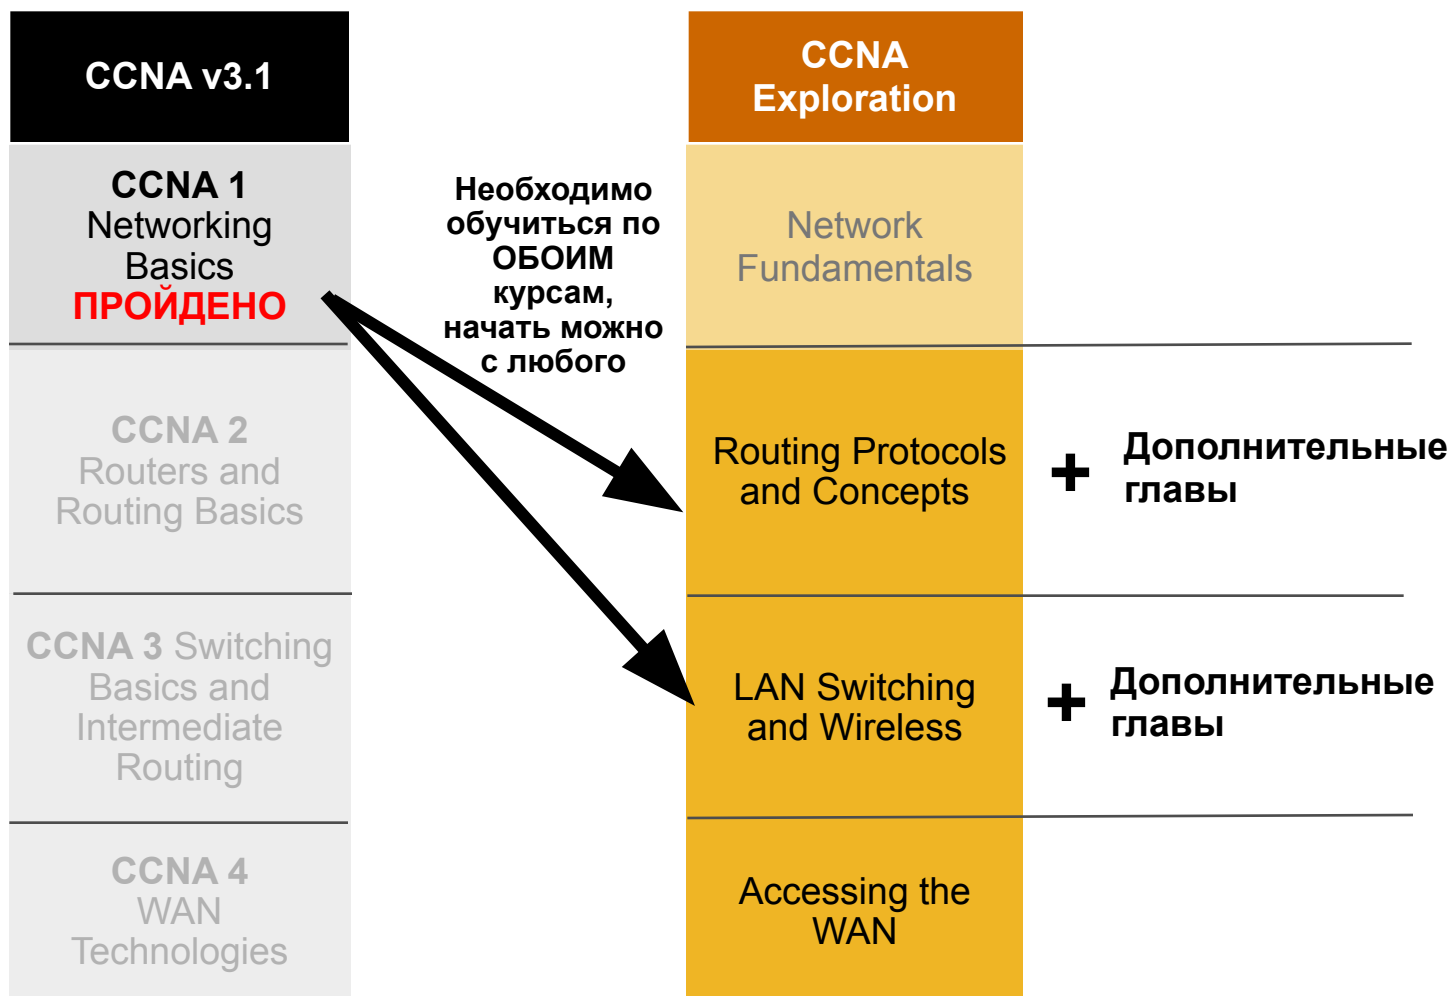 CCNA v3.1
CCNA
Exploration
CCNA 1
Networking
Basics
ПРОЙДЕНО
Необходимо
обучиться по
ОБОИМ
курсам,
начать можно
с любого
Network
Fundamentals
CCNA 2
Routers and
Routing Basics
Routing Protocols
and Concepts
+
Дополнительные
главы
CCNA 3 Switching
Basics and
Intermediate
Routing
LAN Switching
and Wireless
+
Дополнительные
главы
CCNA 4
WAN
Technologies
Accessing the
WAN